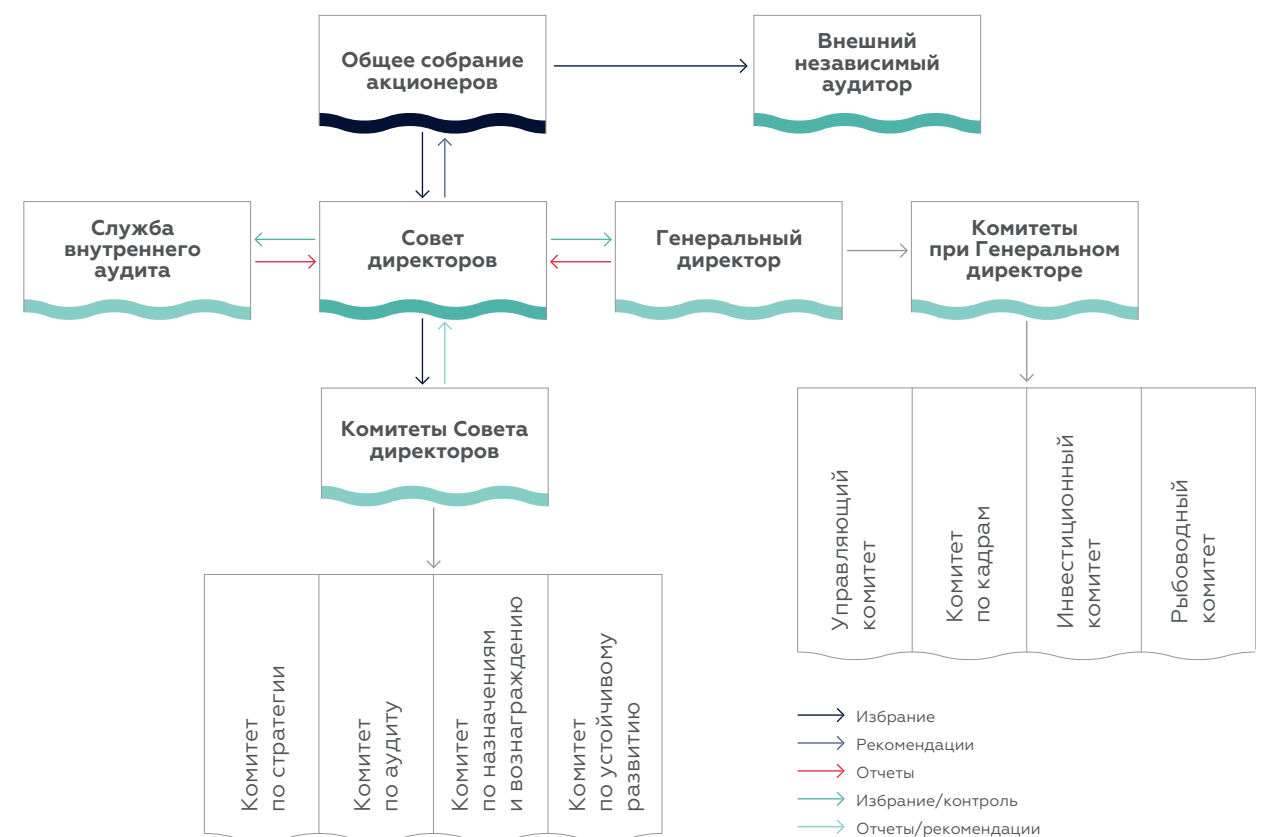 Общее собрание
акционеров
Внешний
независимый
аудитор
Служба
внутреннего
аудита
Совет
директоров
Генеральный
директор
Комитеты
при Генеральном
директоре
Комитеты Совета
директоров
Управляющий
комитет
Комитет
по кадрам
Инвестиционный
комитет
Рыбоводный
комитет
Комитет
по стратегии
Комитет
по аудиту
Комитет
по назначениям
и вознаграждению
Комитет
по устойчивому
развитию
Избрание
Рекомендации
Отчеты
Избрание/контроль
Отчеты/рекомендации